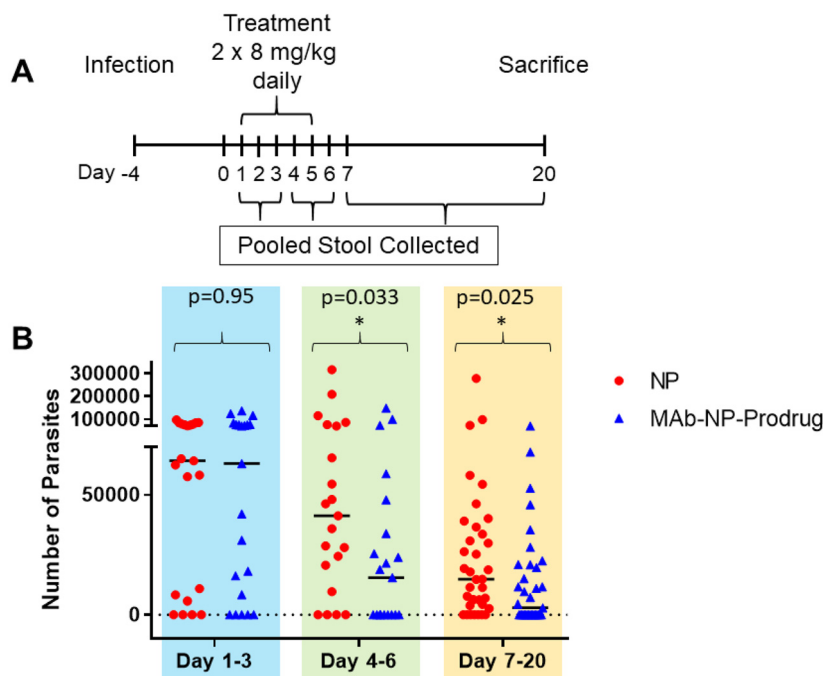 A
Infection
Treatment
2 x 8 mg/kg
daily
Sacrifice
Day -4 0 1 2 3 4 5 6 7 20
Pooled Stool Collected
B
p=0.95 p=0.033 p=0.025
* *
Number of Parasites
300000
200000
100000
50000
0
NP
MAb-NP-Prodrug
Day 1-3 Day 4-6 Day 7-20